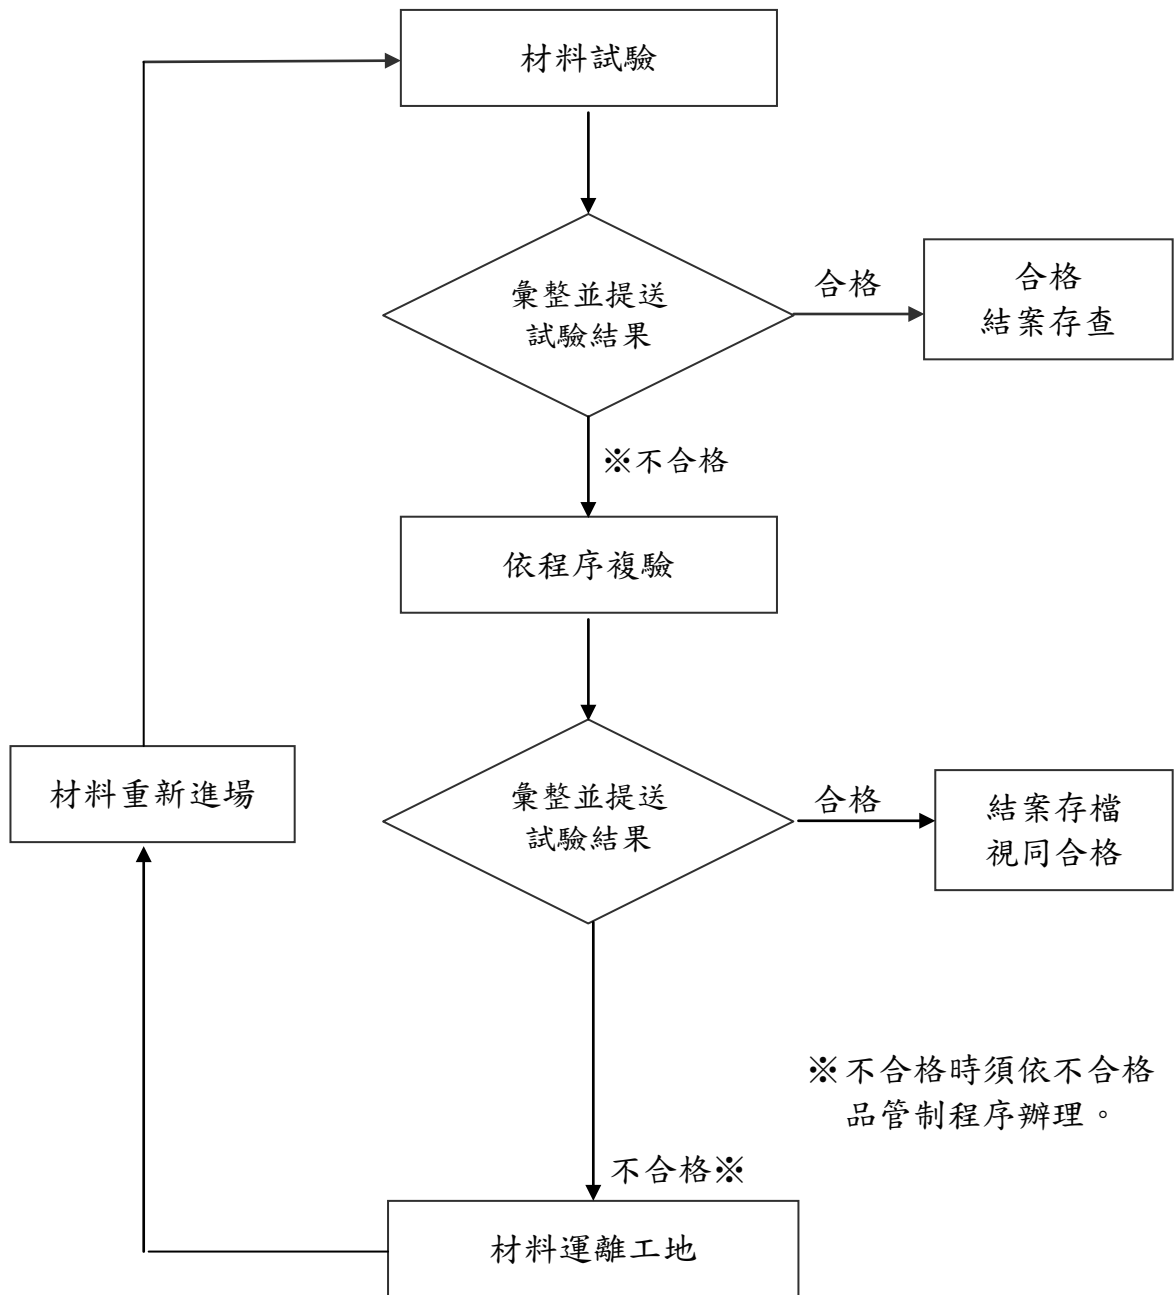 材料試驗
彙整並提送
試驗結果
合格
合格
結案存查
※不合格
依程序複驗
材料重新進場
彙整並提送
試驗結果
合格
結案存檔
視同合格
※不合格時須依不合格
品管制程序辦理。
不合格※
材料運離工地